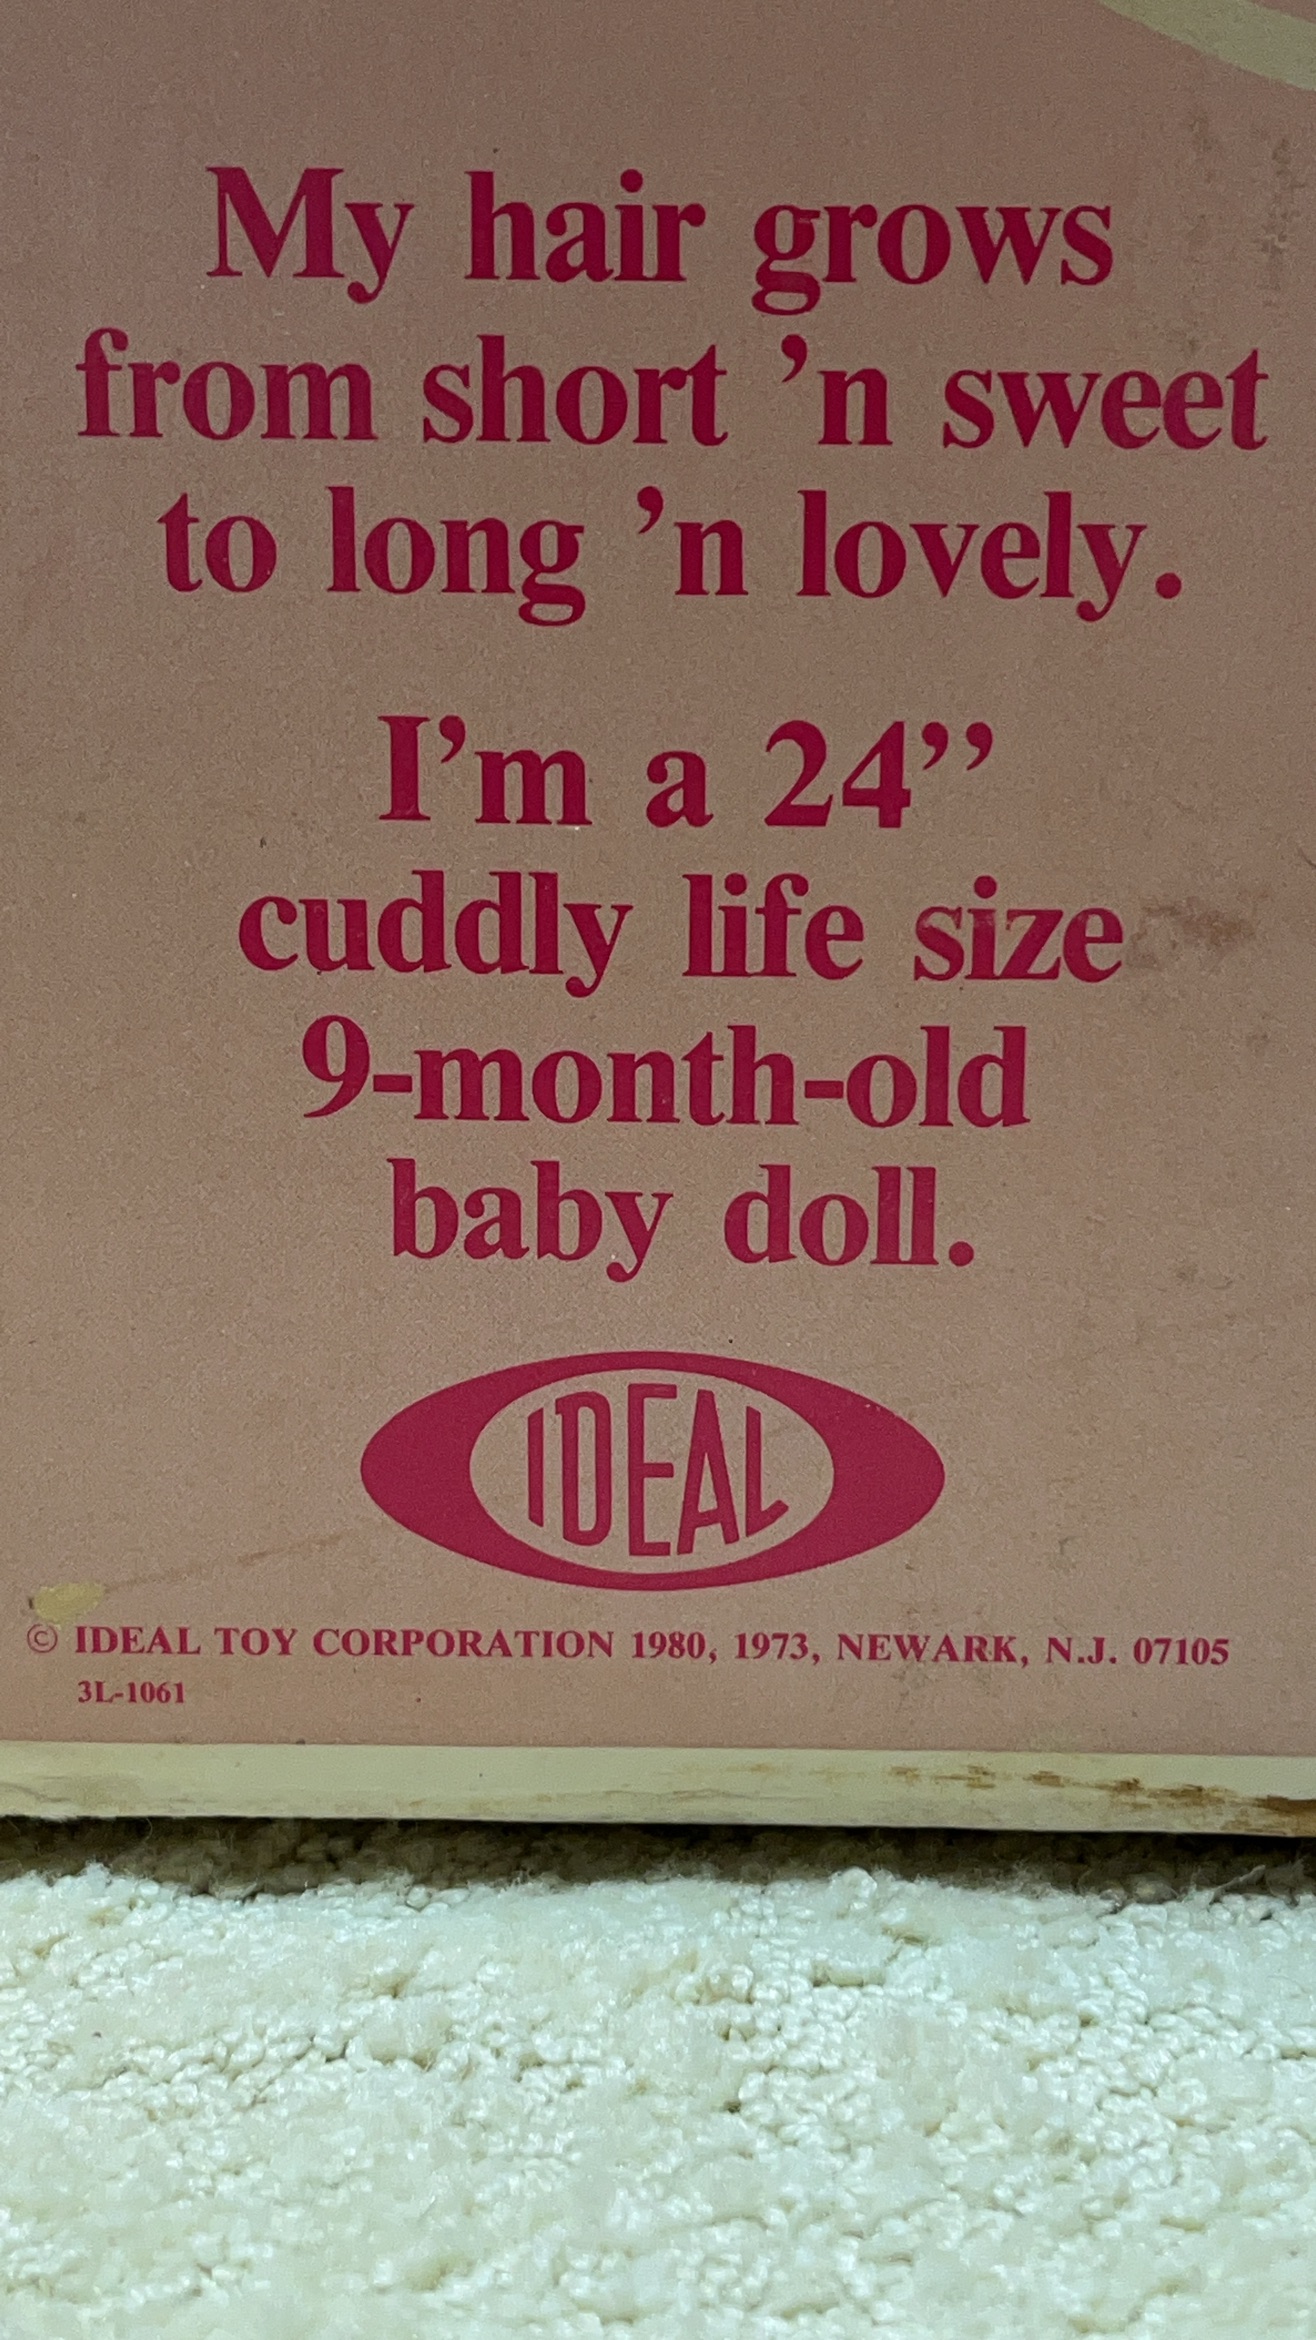 My hair grows
from short ’n sweet
to long ’n lovely.
I’m a 24’’
cuddly life size
9-month-old
baby doll.
IDEAL
© IDEAL TOY CORPORATION 1980, 1973, NEWARK, N.J. 07105
3L-1061